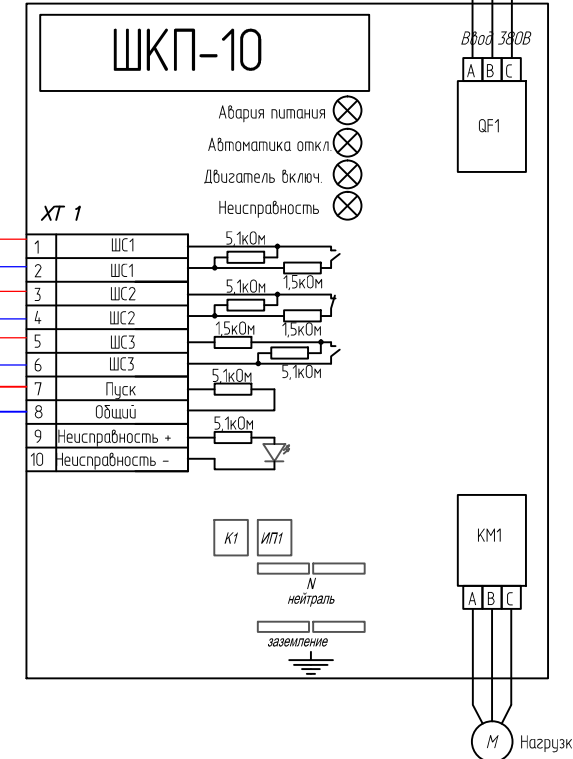 ШКП-10
Ввод 380В
А В С
QF1
Авария питания
Автоматика откл.
Двигатель включ.
Неисправность
XT 1
1 ШС1
2 ШС1
3 ШС2
4 ШС2
5 ШС3
6 ШС3
7 Пуск
8 Общий
9 Неисправность +
10 Неисправность -
5,1кОм
1,5кОм
5,1кОм
1,5кОм 1,5кОм
5,1кОм 5,1кОм
5,1кОм
К1 ИП1
N
нейтраль
заземление
КМ1
А В С
М Нагрузк